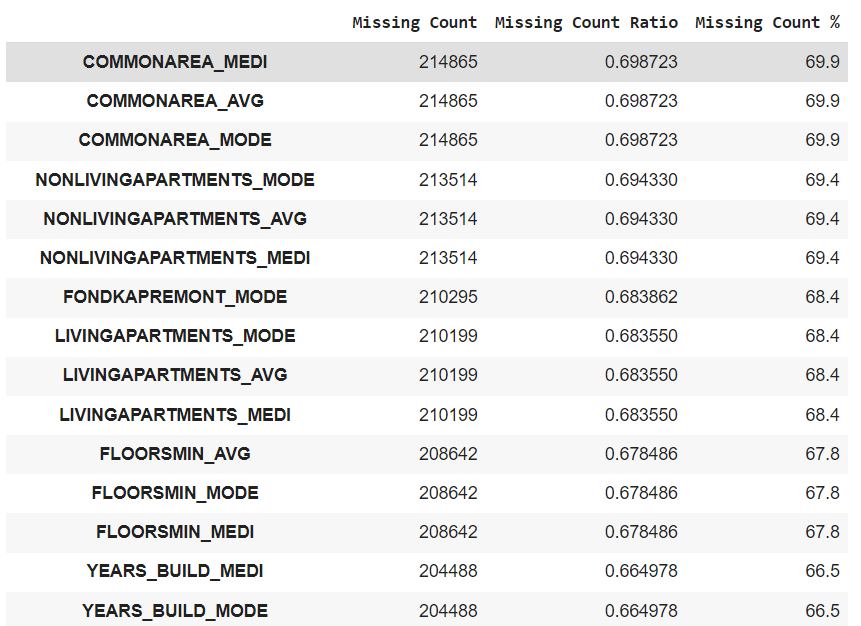 Missing Count Missing Count Ratio Missing Count %
COMMONAREA_MEDI 214865 0.698723 69.9
COMMONAREA_AVG 214865 0.698723 69.9
COMMONAREA_MODE 214865 0.698723 69.9
NONLIVINGAPARTMENTS_MODE 213514 0.694330 69.4
NONLIVINGAPARTMENTS_AVG 213514 0.694330 69.4
NONLIVINGAPARTMENTS_MEDI 213514 0.694330 69.4
FONDKAPREMONT_MODE 210295 0.683862 68.4
LIVINGAPARTMENTS_MODE 210199 0.683550 68.4
LIVINGAPARTMENTS_AVG 210199 0.683550 68.4
LIVINGAPARTMENTS_MEDI 210199 0.683550 68.4
FLOORSMIN_AVG 208642 0.678486 67.8
FLOORSMIN_MODE 208642 0.678486 67.8
FLOORSMIN_MEDI 208642 0.678486 67.8
YEARS_BUILD_MEDI 204488 0.664978 66.5
YEARS_BUILD_MODE 204488 0.664978 66.5